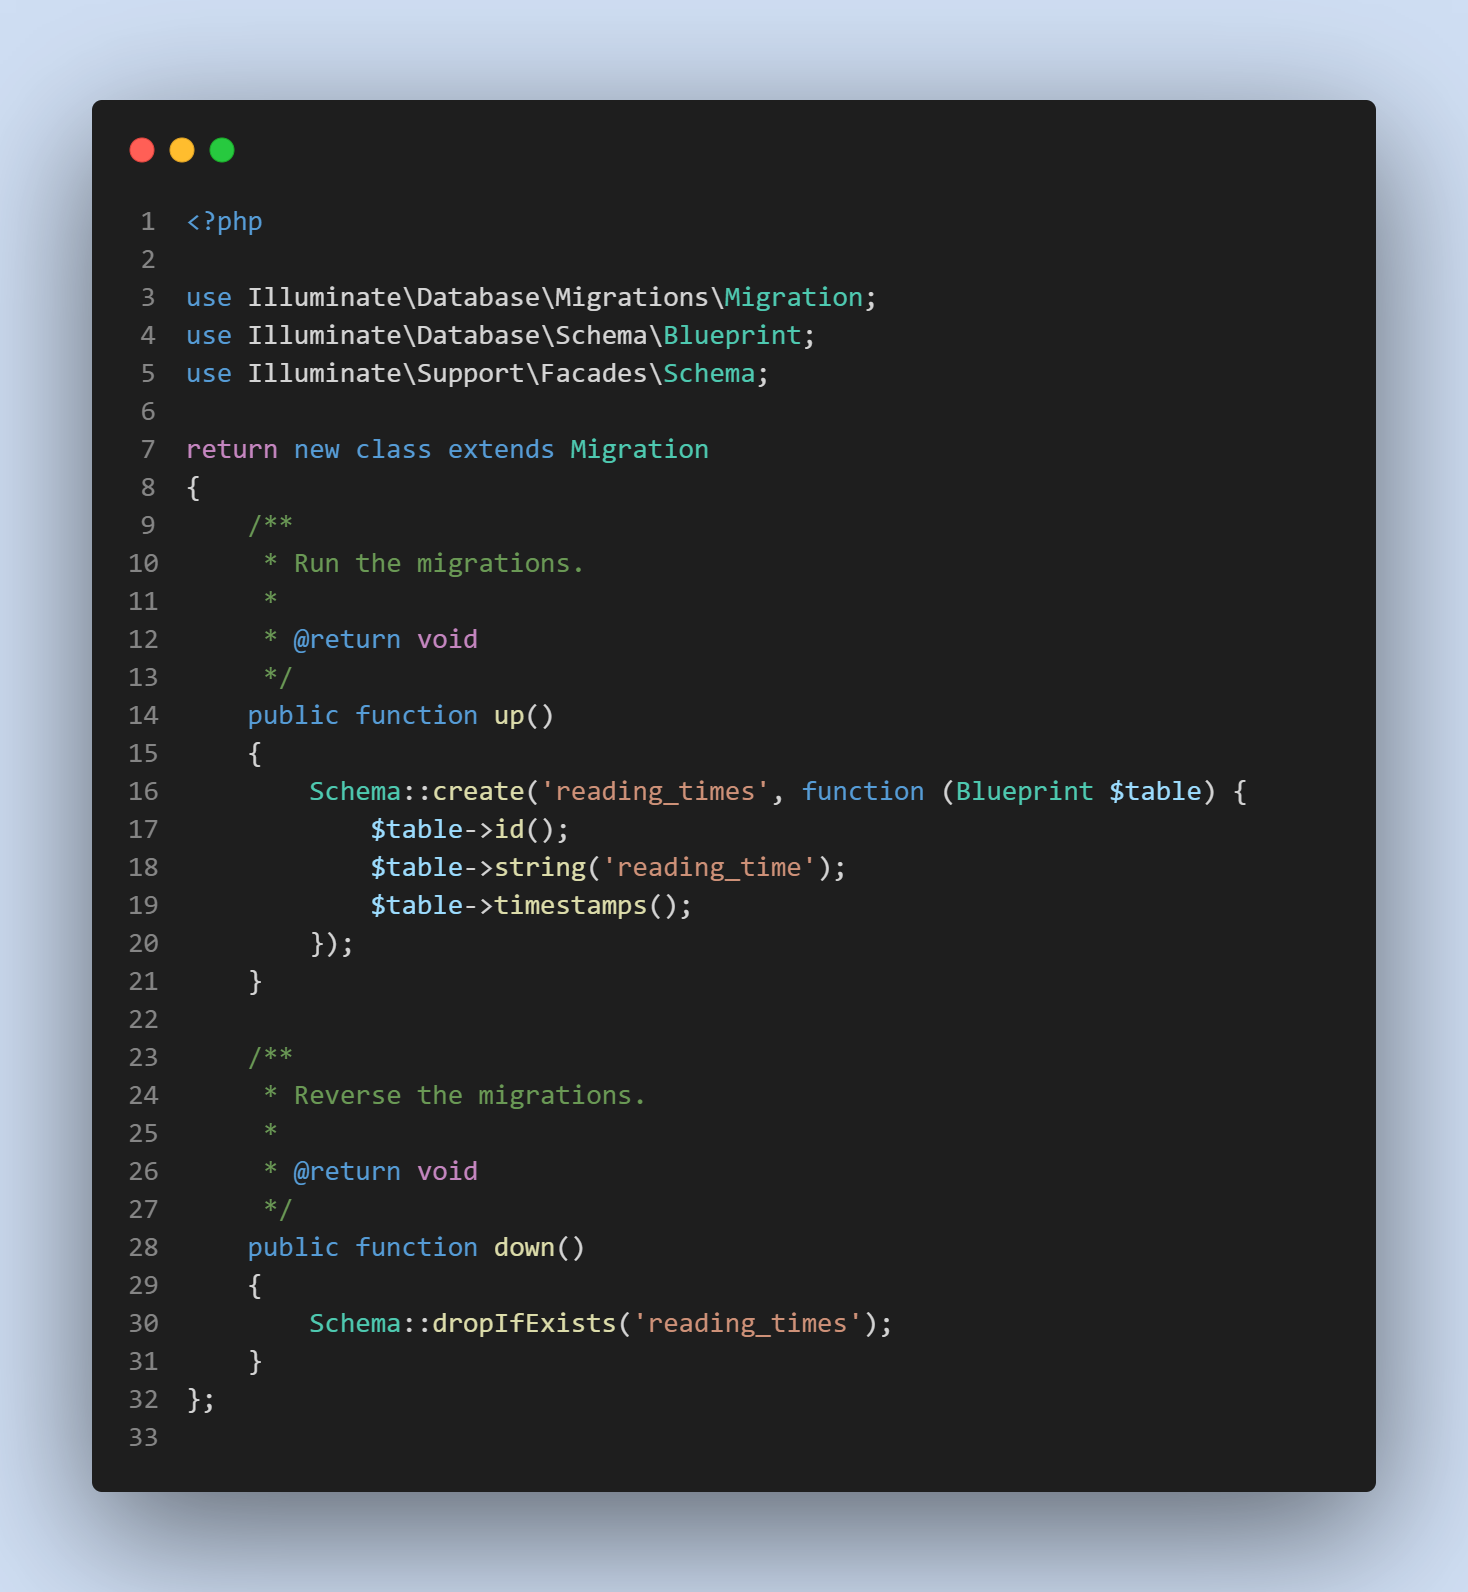 1 <?php
2
3 use Illuminate\Database\Migrations\Migration;
4 use Illuminate\Database\Schema\Blueprint;
5 use Illuminate\Support\Facades\Schema;
6
7 return new class extends Migration
8 {
9     /**
10      * Run the migrations.
11      *
12      * @return void
13      */
14     public function up()
15     {
16         Schema::create('reading_times', function (Blueprint $table) {
17             $table->id();
18             $table->string('reading_time');
19             $table->timestamps();
20         });
21     }
22
23     /**
24      * Reverse the migrations.
25      *
26      * @return void
27      */
28     public function down()
29     {
30         Schema::dropIfExists('reading_times');
31     }
32 };
33